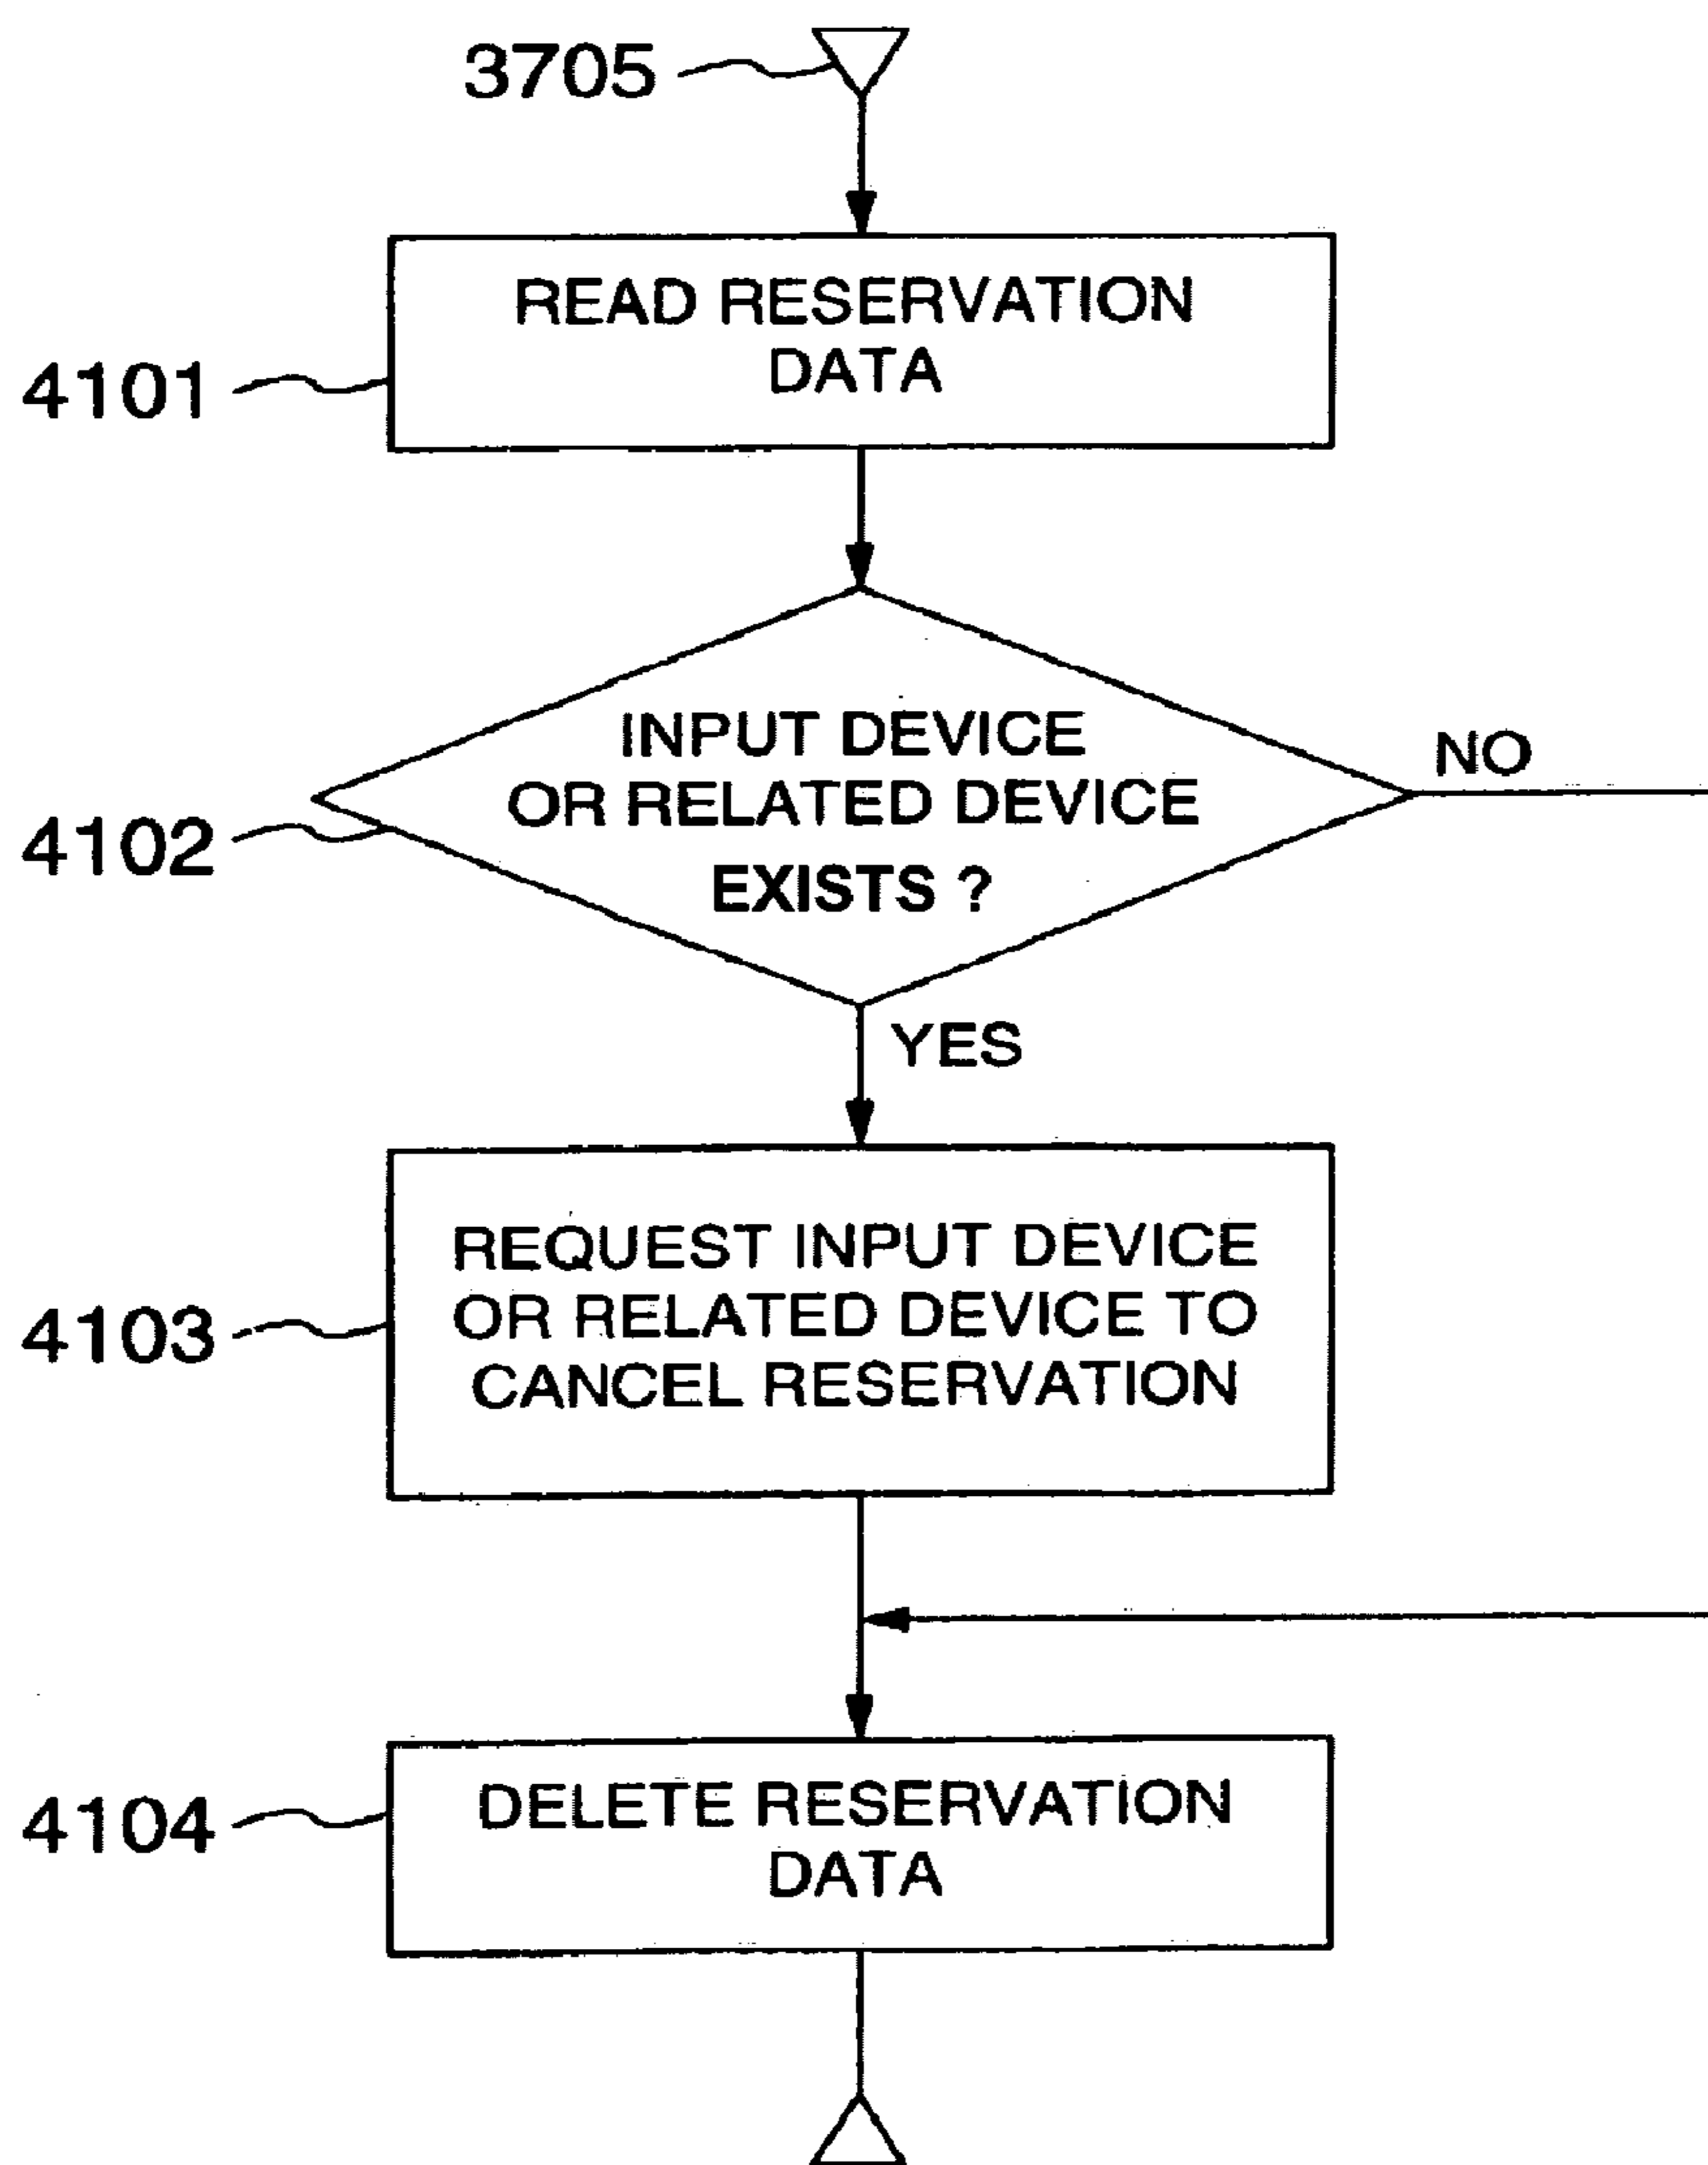 3705
READ RESERVATION
DATA
4101
INPUT DEVICE
OR RELATED DEVICE
EXISTS ?
NO
4102
YES
REQUEST INPUT DEVICE
OR RELATED DEVICE TO
CANCEL RESERVATION
4103
DELETE RESERVATION
DATA
4104